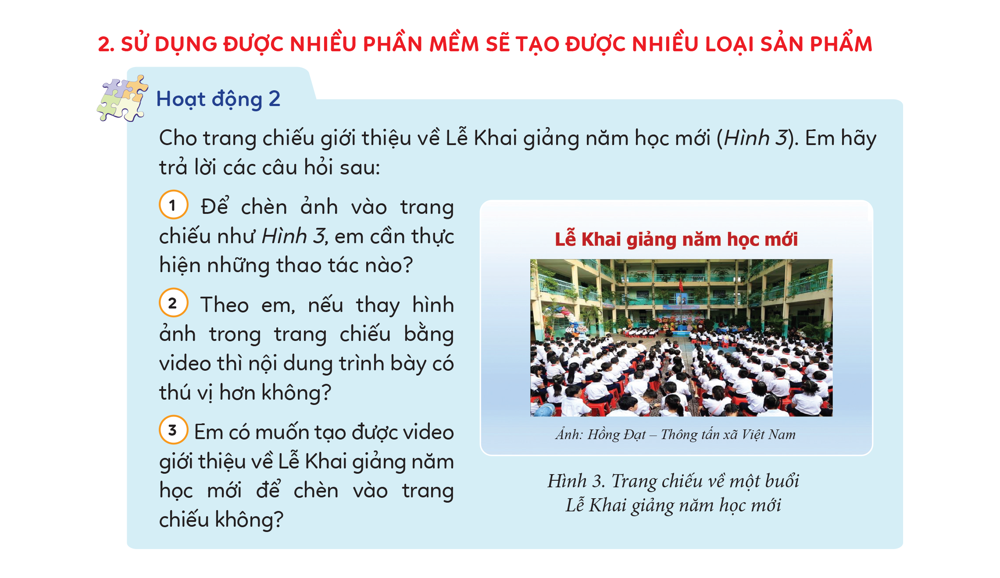 2. SỬ DỤNG ĐƯỢC NHIỀU PHẦN MỀM SẼ TẠO ĐƯỢC NHIỀU LOẠI SẢN PHẨM
Hoạt động 2
Cho trang chiếu giới thiệu về Lễ Khai giảng năm học mới (Hình 3). Em hãy
trả lời các câu hỏi sau:
1 Để chèn ảnh vào trang
chiếu như Hình 3, em cần thực
hiện những thao tác nào?
2 Theo em, nếu thay hình
ảnh trong trang chiếu bằng
video thì nội dung trình bày có
thú vị hơn không?
3 Em có muốn tạo được video
giới thiệu về Lễ Khai giảng năm
học mới để chèn vào trang
chiếu không?
Lễ Khai giảng năm học mới
Ảnh: Hồng Đạt – Thông tấn xã Việt Nam
Hình 3. Trang chiếu về một buổi
Lễ Khai giảng năm học mới